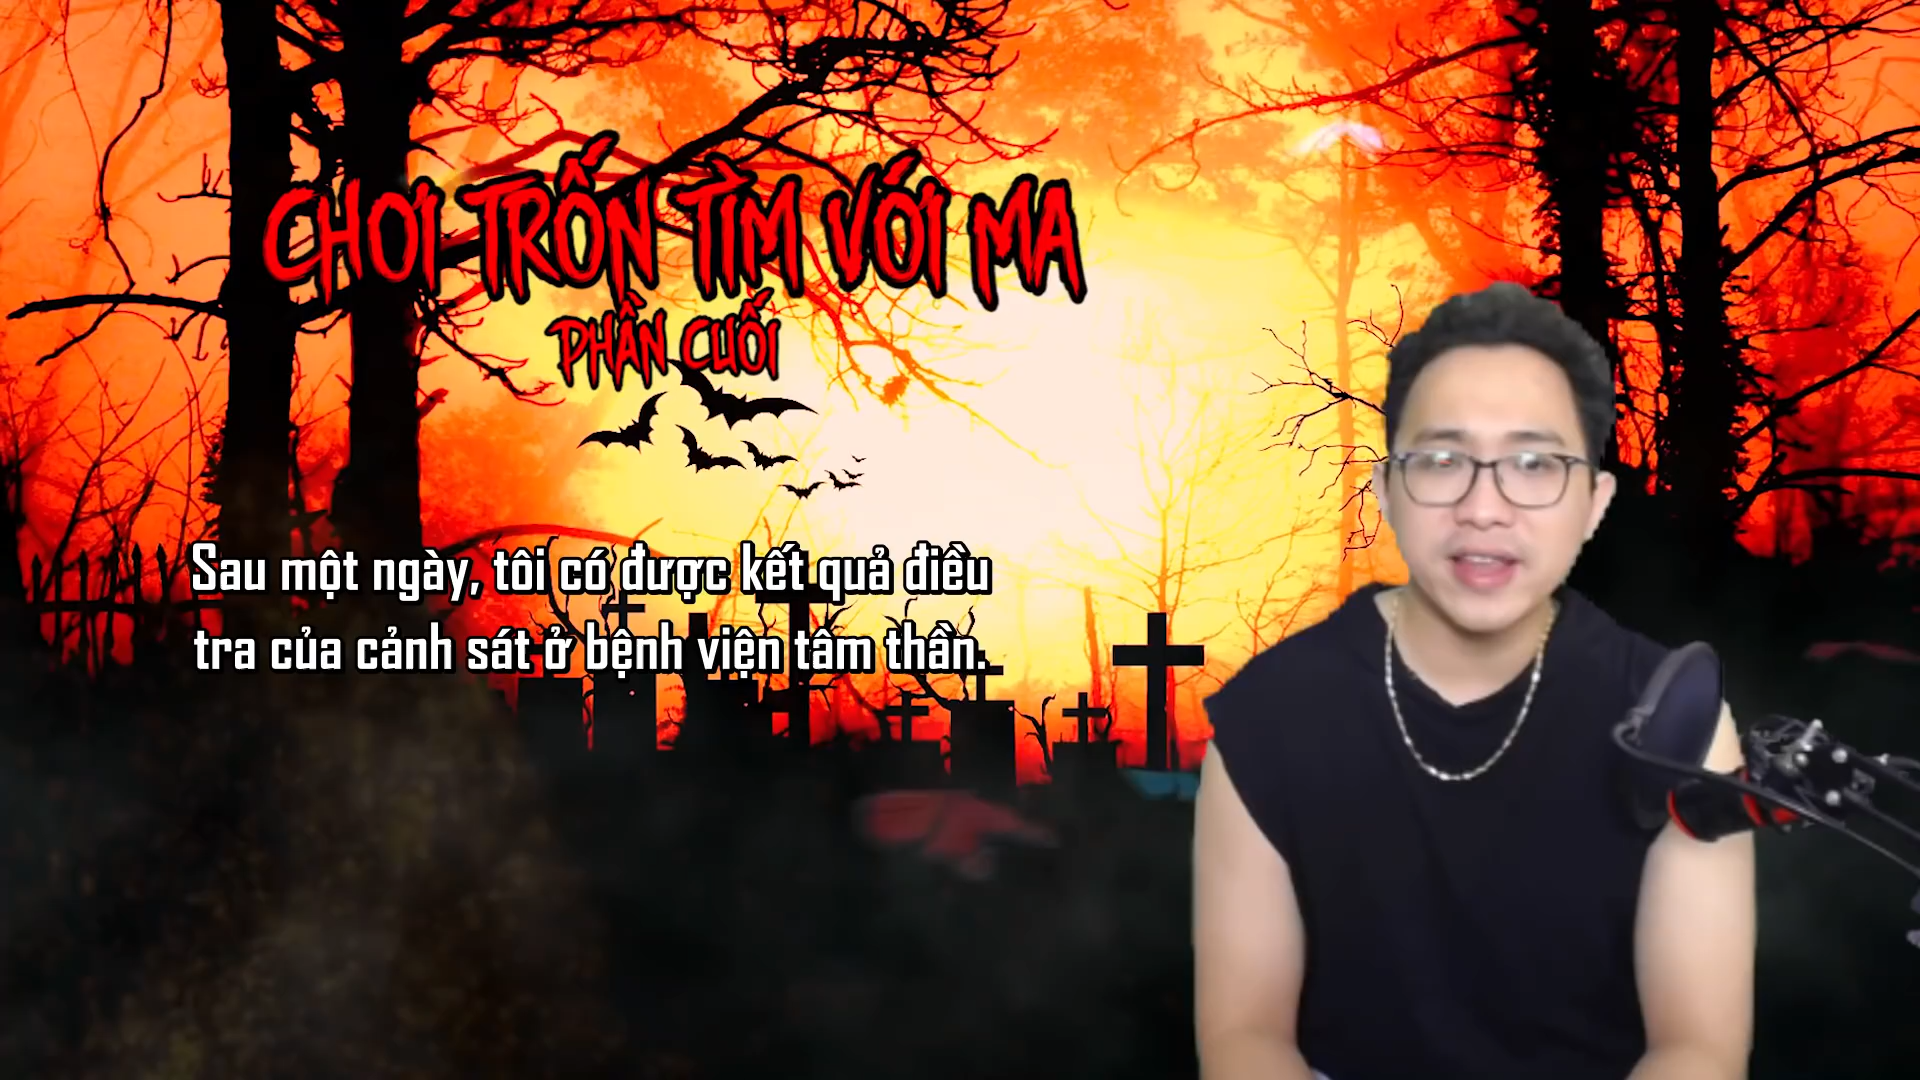 CHƠI TRỐN TÌM VỚI MA
PHẦN CUỐI
Sau một ngày, tôi có được kết quả điều
tra của cảnh sát ở bệnh viện tâm thần.